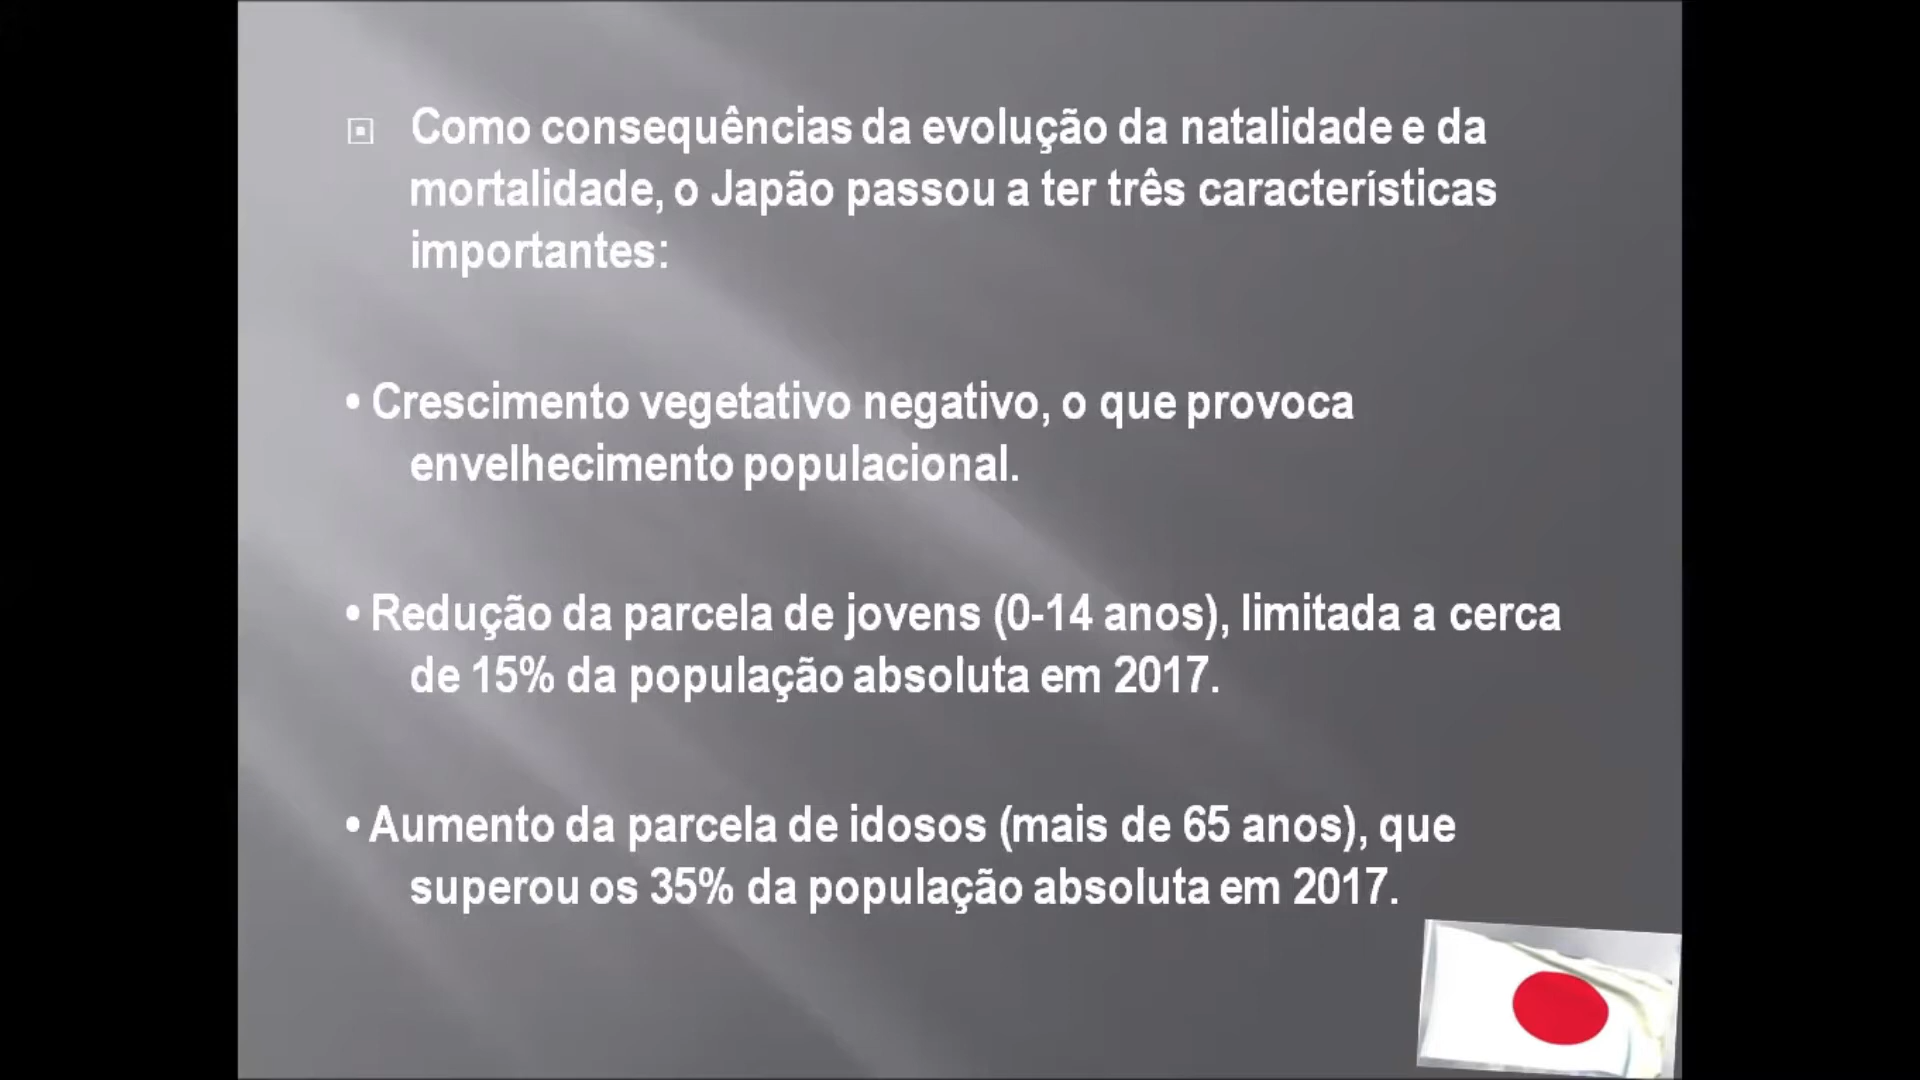 Como consequências da evolução da natalidade e da
mortalidade, o Japão passou a ter três características
importantes:
• Crescimento vegetativo negativo, o que provoca
envelhecimento populacional.
• Redução da parcela de jovens (0-14 anos), limitada a cerca
de 15% da população absoluta em 2017.
• Aumento da parcela de idosos (mais de 65 anos), que
superou os 35% da população absoluta em 2017.